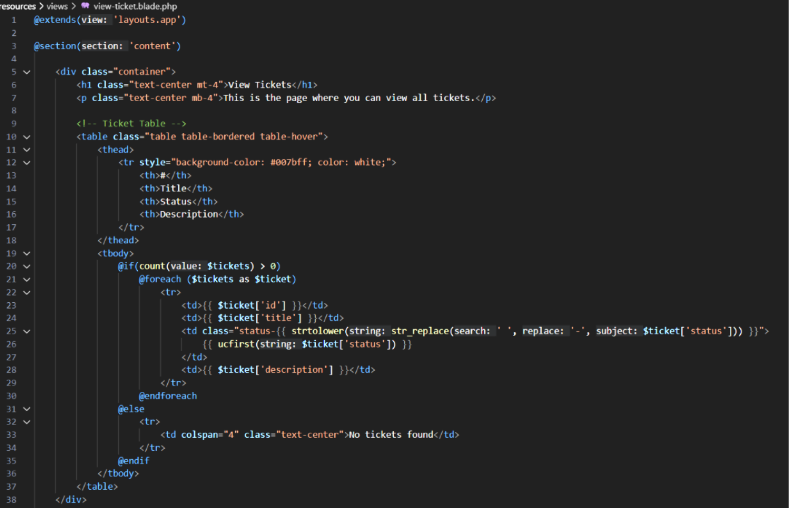 resources > views > view-ticket.blade.php
1 @extends(view: 'layouts.app')
2
3 @section(section: 'content')
4
5 <div class="container">
6 <h1 class="text-center mt-4">View Tickets</h1>
7 <p class="text-center mb-4">This is the page where you can view all tickets.</p>
8
9 <!-- Ticket Table -->
10 <table class="table table-bordered table-hover">
11 <thead>
12 <tr style="background-color: #007bff; color: white;">
13 <th>#</th>
14 <th>Title</th>
15 <th>Status</th>
16 <th>Description</th>
17 </tr>
18 </thead>
19 <tbody>
20 @if(count(value: $tickets) > 0)
21 @foreach ($tickets as $ticket)
22 <tr>
23 <td>{{ $ticket['id'] }}</td>
24 <td>{{ $ticket['title'] }}</td>
25 <td class="status-{{ strtolower(string: str_replace(search: ' ', replace: '-', subject: $ticket['status'])) }}">
26 {{ ucfirst(string: $ticket['status']) }}
27 </td>
28 <td>{{ $ticket['description'] }}</td>
29 </tr>
30 @endforeach
31 @else
32 <tr>
33 <td colspan="4" class="text-center">No tickets found</td>
34 </tr>
35 @endif
36 </tbody>
37 </table>
38 </div>